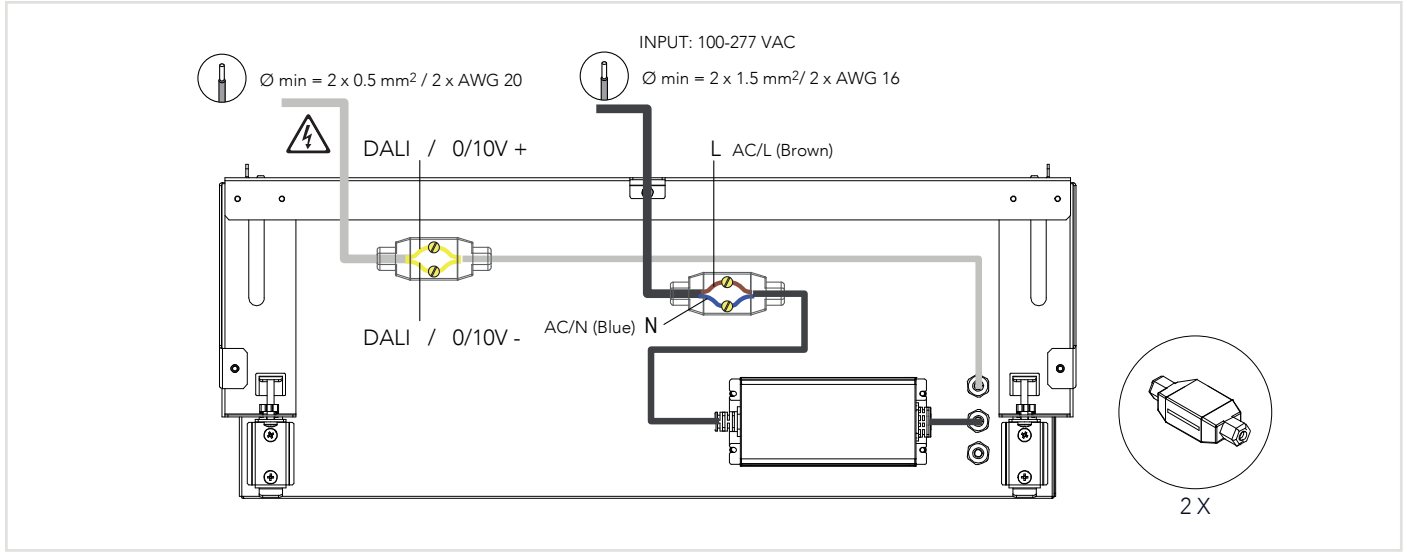 INPUT: 100-277 VAC
Ø min = 2 x 0.5 mm² / 2 x AWG 20
Ø min = 2 x 1.5 mm²/ 2 x AWG 16
DALI / 0/10V +
L AC/L (Brown)
AC/N (Blue) N
DALI / 0/10V -
2 X